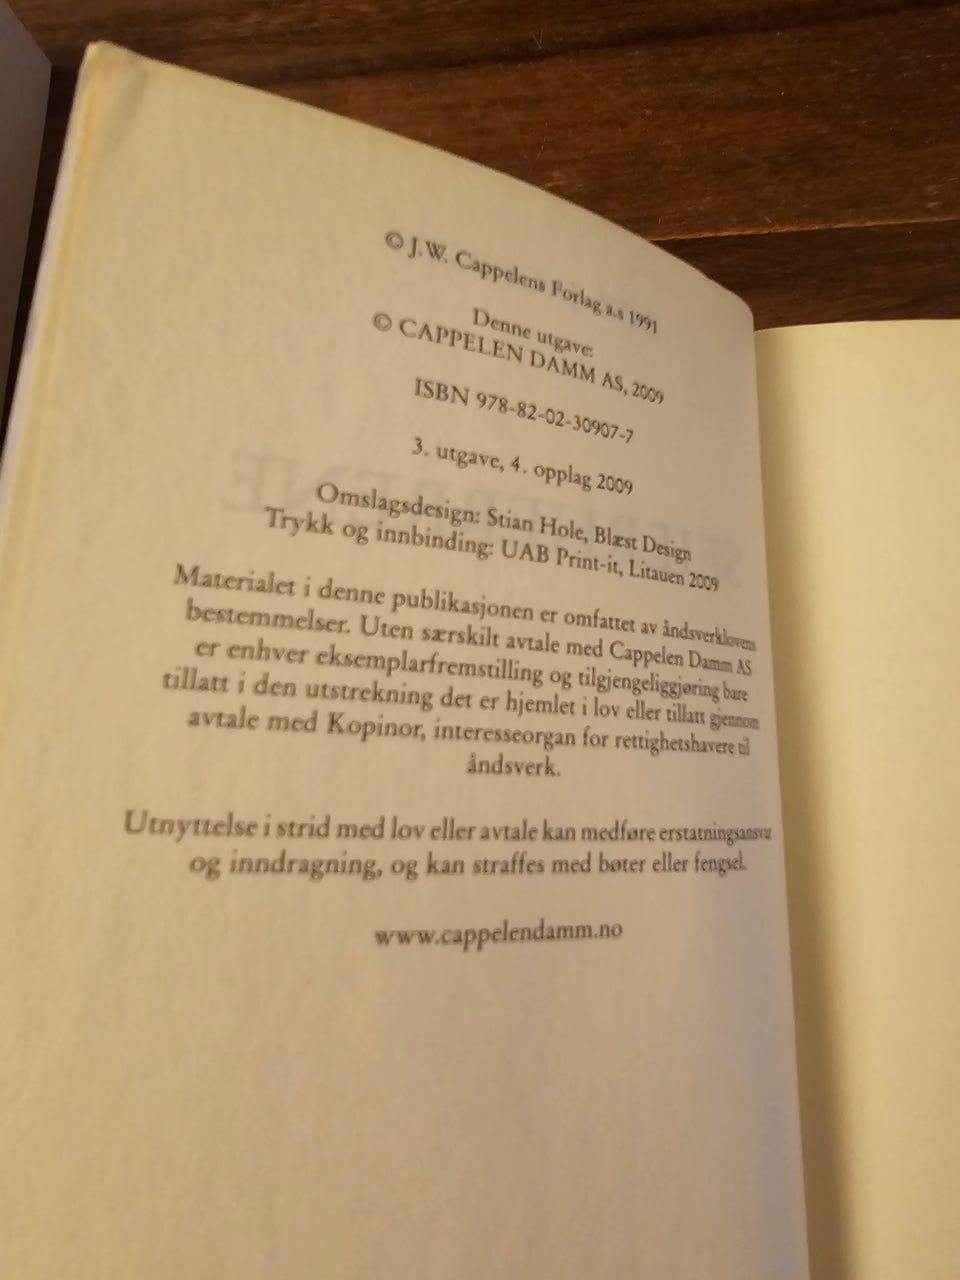 © J.W. Cappelens Forlag a.s 1991
Denne utgave:
© CAPPELEN DAMM AS, 2009
ISBN 978-82-02-30907-7
3. utgave, 4. opplag 2009
Omslagsdesign: Stian Hole, Blæst Design
Trykk og innbinding: UAB Print-it, Litauen 2009
Materialet i denne publikasjonen er omfattet av åndsverklovens
bestemmelser. Uten særskilt avtale med Cappelen Damm AS
er enhver eksemplarfremstilling og tilgjengeliggjøring bare
tillatt i den utstrekning det er hjemlet i lov eller tillatt gjennom
avtale med Kopinor, interesseorgan for rettighetshavere til
åndsverk.
Utnyttelse i strid med lov eller avtale kan medføre erstatningsansvar
og inndragning, og kan straffes med bøter eller fengsel.
www.cappelendamm.no